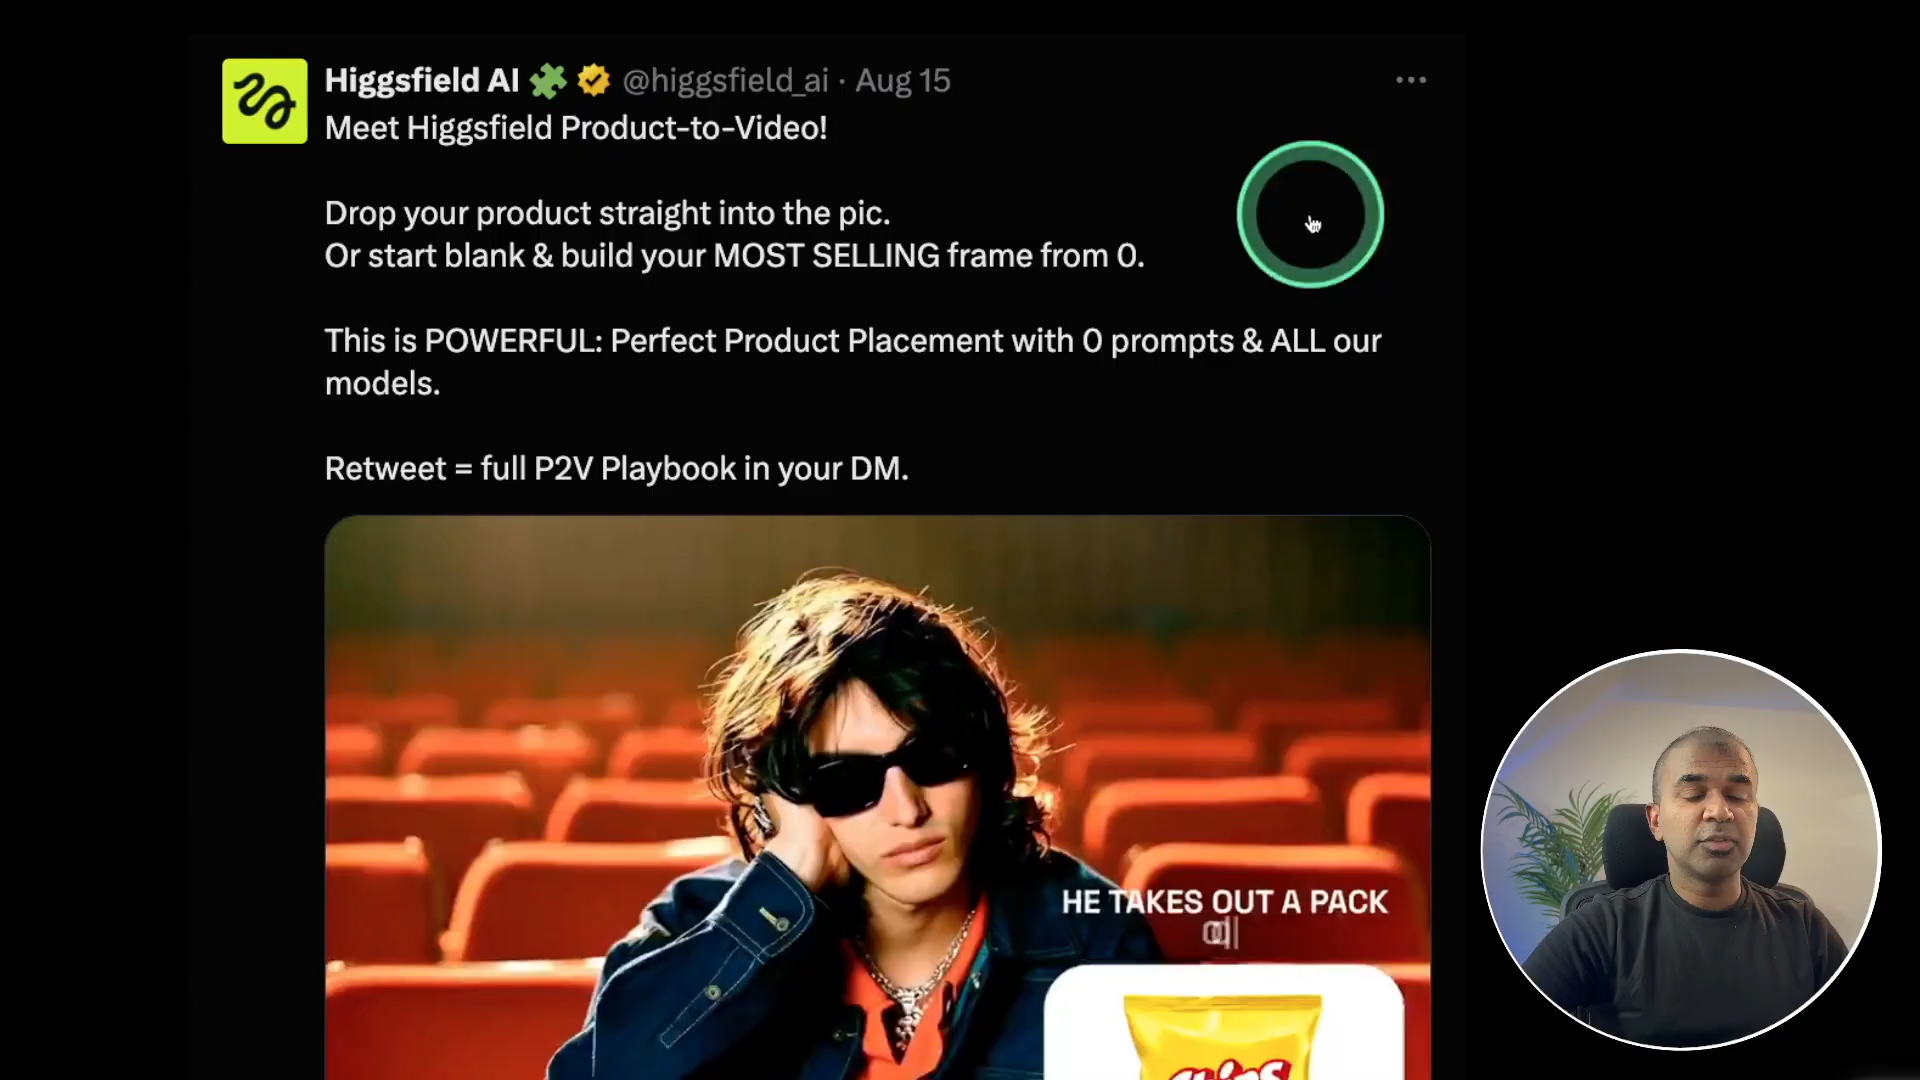 Higgsfield AI @higgsfield_ai · Aug 15
Meet Higgsfield Product-to-Video!
Drop your product straight into the pic.
Or start blank & build your MOST SELLING frame from 0.
This is POWERFUL: Perfect Product Placement with 0 prompts & ALL our
models.
Retweet = full P2V Playbook in your DM.
HE TAKES OUT A PACK
Chips